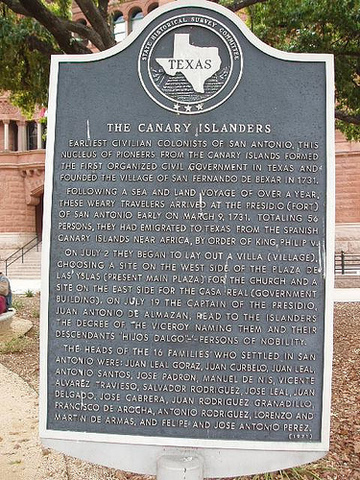 STATE HISTORICAL SURVEY COMMITTEE
TEXAS
THE CANARY ISLANDERS
EARLIEST CIVILIAN COLONISTS OF SAN ANTONIO, THIS
NUCLEUS OF PIONEERS FROM THE CANARY ISLANDS FORMED
THE FIRST ORGANIZED CIVIL GOVERNMENT IN TEXAS AND
FOUNDED THE VILLAGE OF SAN FERNANDO DE BEXAR IN 1731.
FOLLOWING A SEA AND LAND VOYAGE OF OVER A YEAR,
THESE WEARY TRAVELERS ARRIVED AT THE PRESIDIO (FORT)
OF SAN ANTONIO EARLY ON MARCH 9, 1731. TOTALING 56
PERSONS, THEY HAD EMIGRATED TO TEXAS FROM THE SPANISH
CANARY ISLANDS NEAR AFRICA, BY ORDER OF KING PHILIP V.
ON JULY 2 THEY BEGAN TO LAY OUT A VILLA (VILLAGE),
CHOOSING A SITE ON THE WEST SIDE OF THE PLAZA DE
LAS YSLAS (PRESENT MAIN PLAZA) FOR THE CHURCH AND A
SITE ON THE EAST SIDE FOR THE CASA REAL (GOVERNMENT
BUILDING). ON JULY 19 THE CAPTAIN OF THE PRESIDIO,
JUAN ANTONIO DE ALMAZAN, READ TO THE ISLANDERS
THE DECREE OF THE VICEROY NAMING THEM AND THEIR
DESCENDANTS "HIJOS DALGO"--PERSONS OF NOBILITY.
THE HEADS OF THE 16 FAMILIES WHO SETTLED IN SAN
ANTONIO WERE: JUAN LEAL GORAZ, JUAN CURBELO, JUAN LEAL,
ANTONIO SANTOS, JOSE PADRON, MANUEL DE NIS, VICENTE
ALVAREZ TRAVIESO, SALVADOR RODRIGUEZ, JOSE LEAL, JUAN
DELGADO, JOSE CABRERA, JUAN RODRIGUEZ GRANADILLO,
FRANCISCO DE AROCHA, ANTONIO RODRIGUEZ, LORENZO AND
MARTIN DE ARMAS, AND FELIPE AND JOSE ANTONIO PEREZ.
(1971)